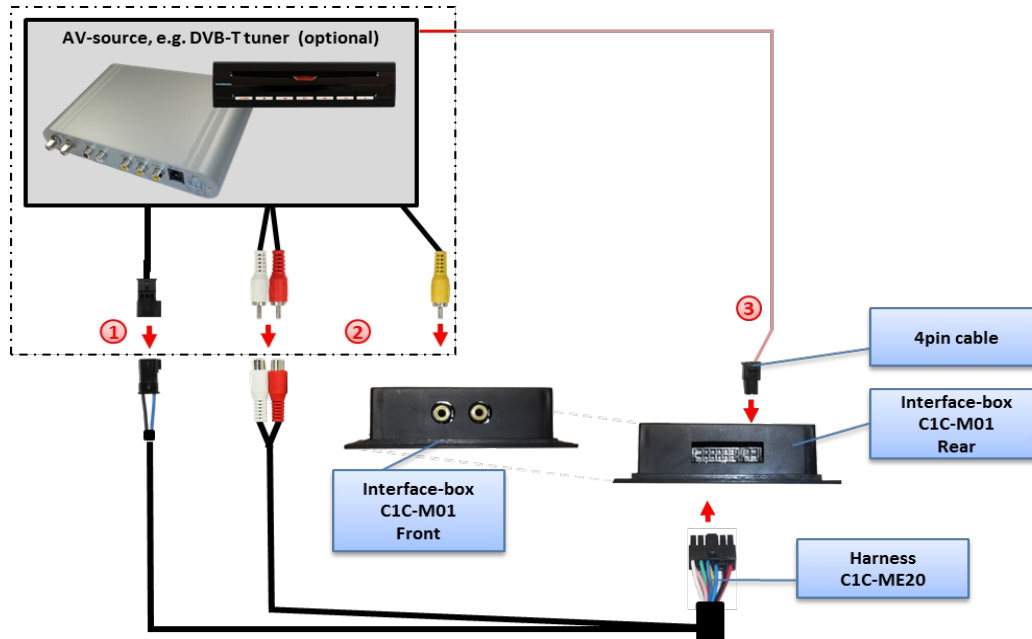 AV-source, e.g. DVB-T tuner (optional)
1
2
3
4pin cable
Interface-box
C1C-M01
Rear
Interface-box
C1C-M01
Front
Harness
C1C-ME20